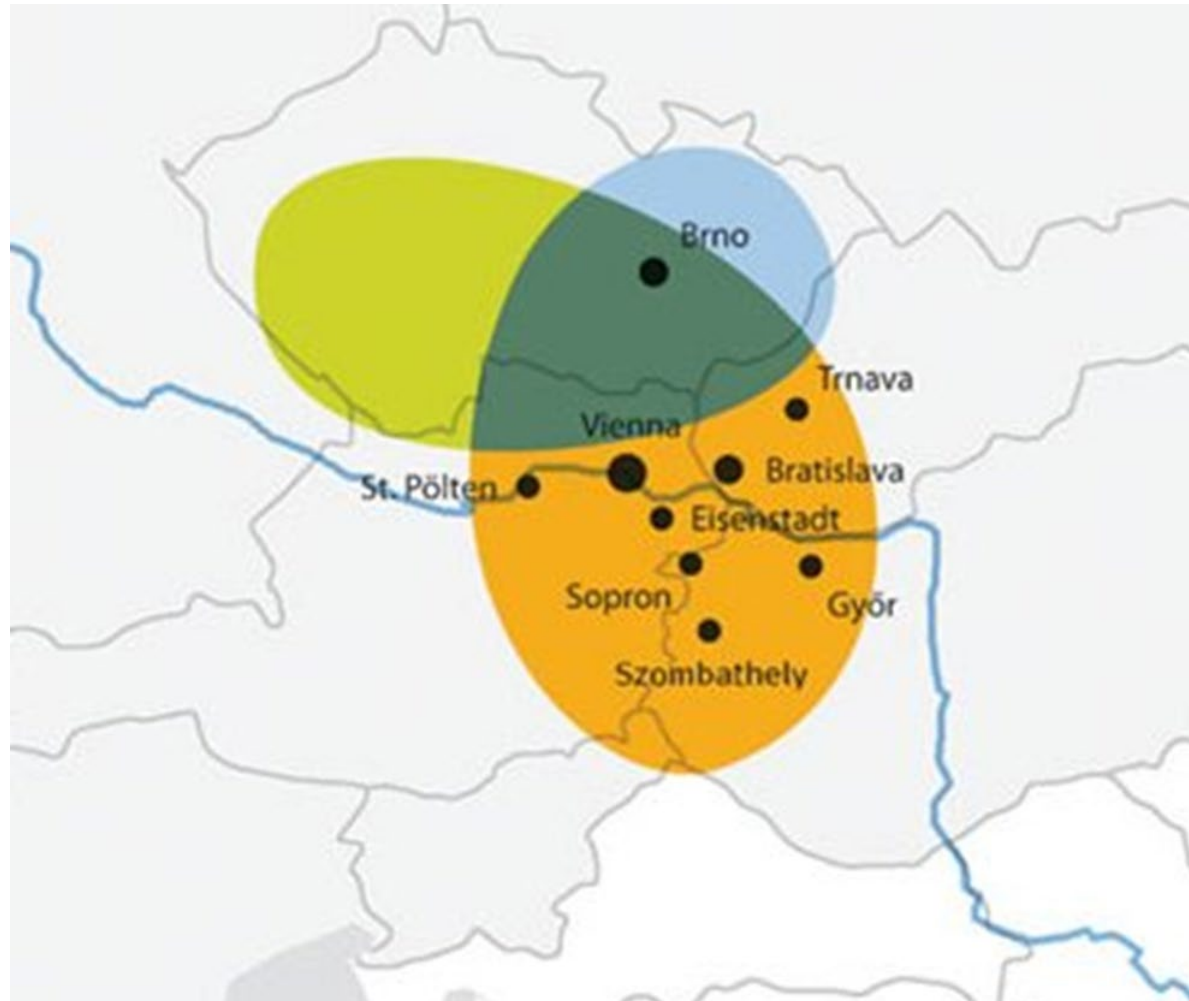 Brno
Trnava
Vienna
Bratislava
St. Pölten
Eisenstadt
Sopron
Győr
Szombathely